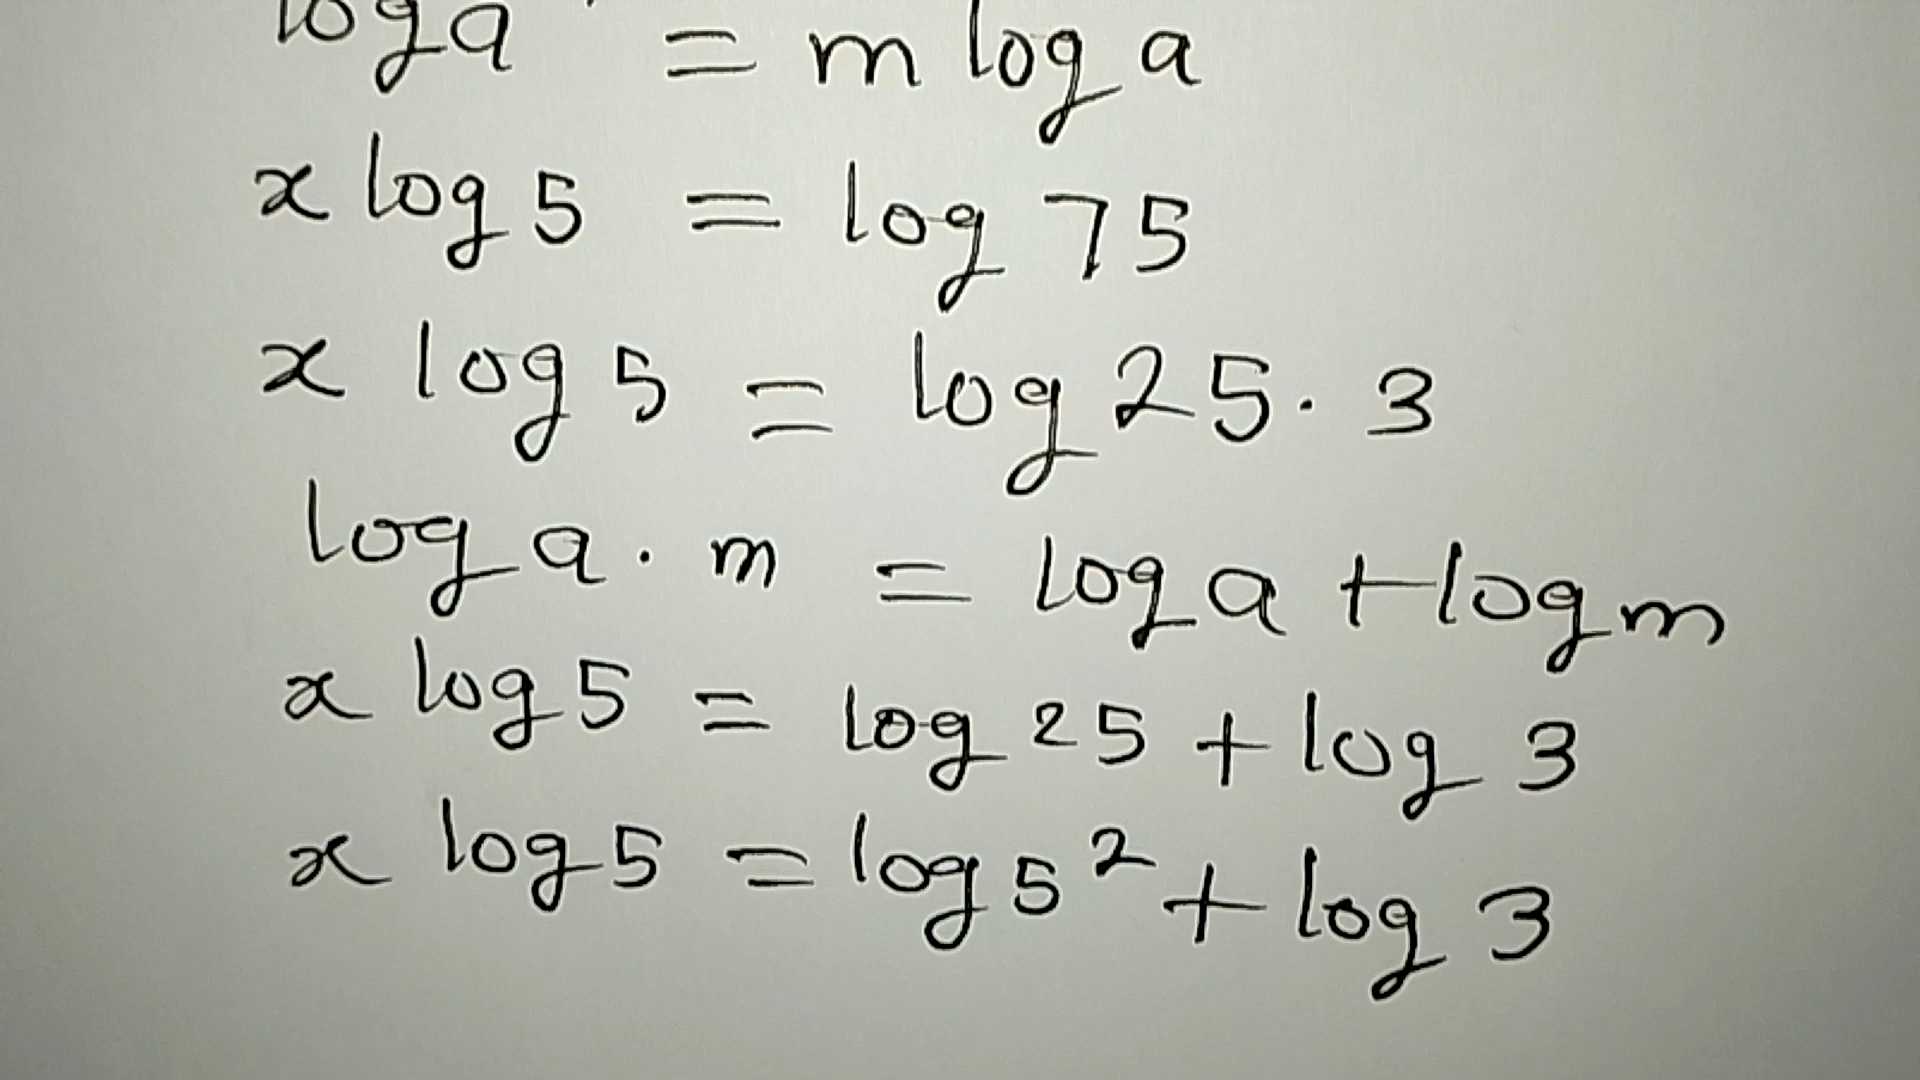 log a = m log a
x log 5 = log 75
x log 5 = log 25 . 3
log a . m = log a + log m
x log 5 = log 25 + log 3
x log 5 = log 5² + log 3